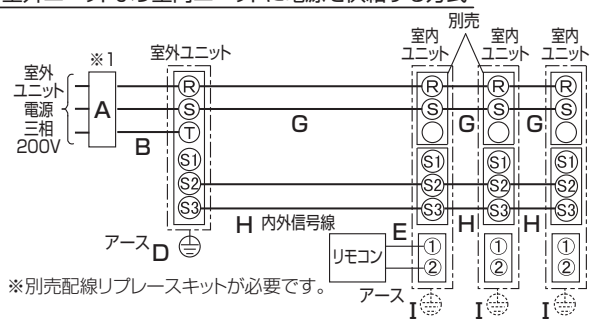 室外ユニットより室内ユニットに電源を供給する方式
別売
※1
室外ユニット
室内
ユニット
室内
ユニット
室内
ユニット
室外
ユニット
電源
三相
200V
A
B
R
S
T
S1
S2
S3
G
G
G
R
S
S1
S2
S3
R
S
S1
S2
S3
R
S
S1
S2
S3
H 内外信号線
H
H
アース D
E
リモコン
1
2
1
2
1
2
※別売配線リプレースキットが必要です。
アース
I
I
I